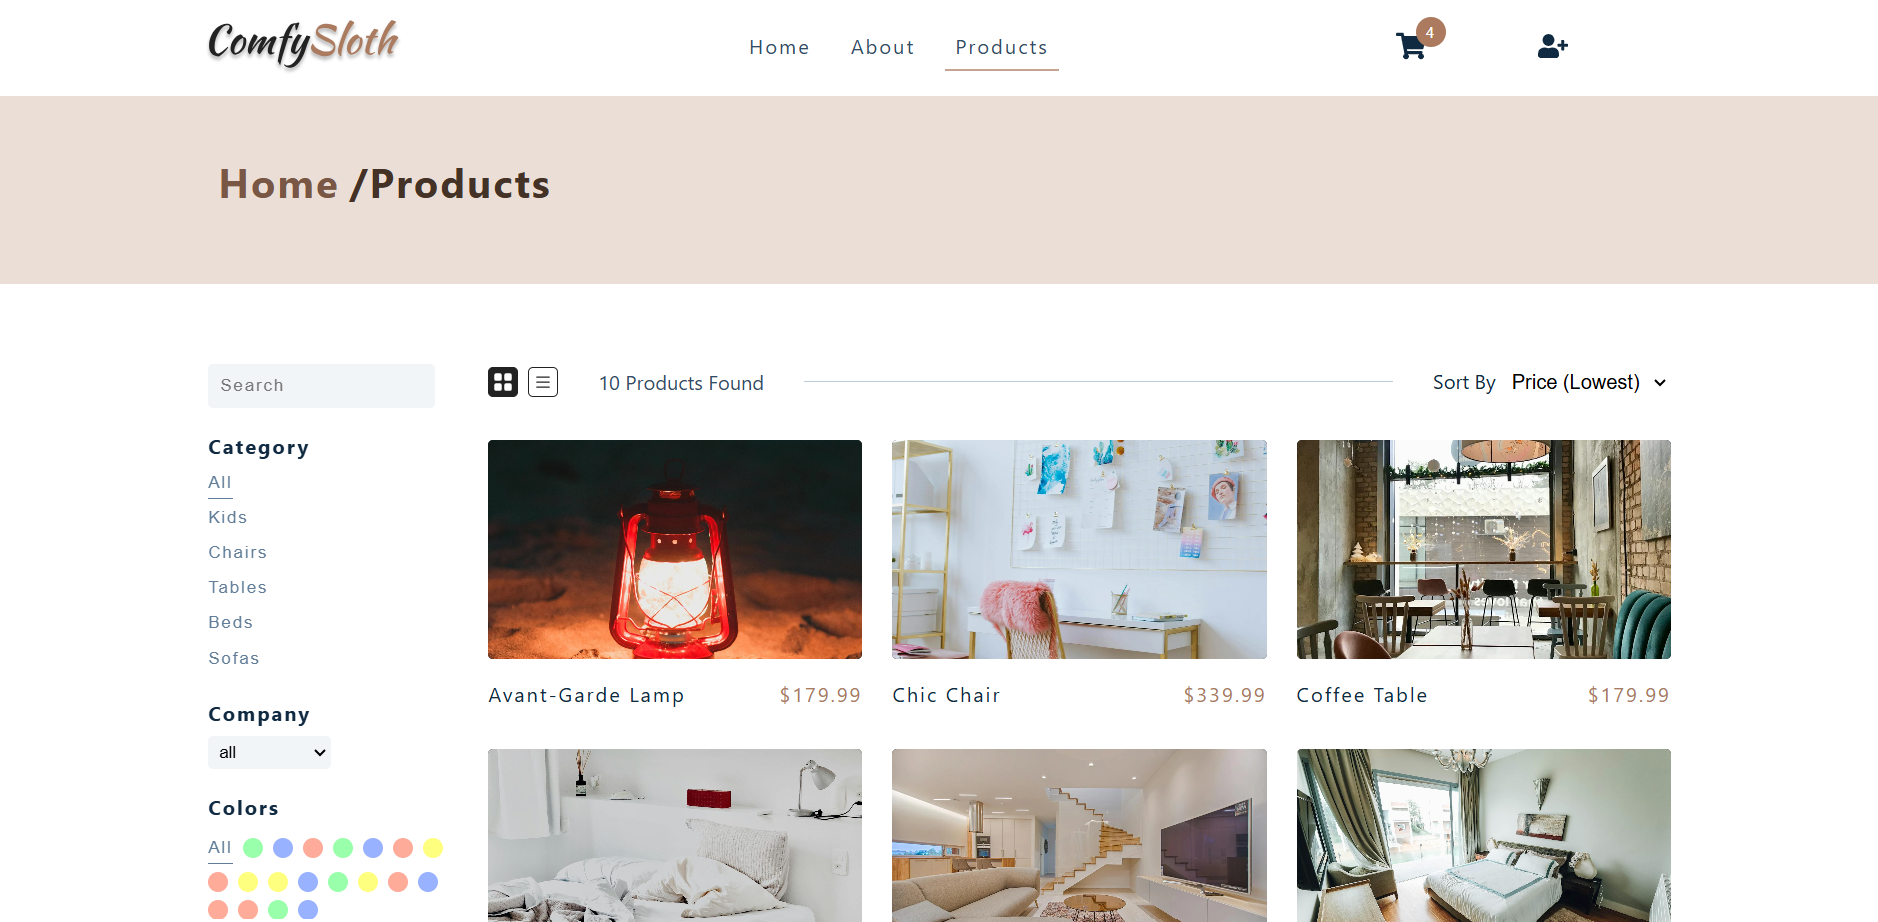 ComfySloth
Home About Products
4
Home /Products
Search
10 Products Found
Sort By Price (Lowest)
Category
All
Kids
Chairs
Tables
Beds
Sofas
Company
all
Colors
All
Avant-Garde Lamp $179.99
Chic Chair $339.99
Coffee Table $179.99